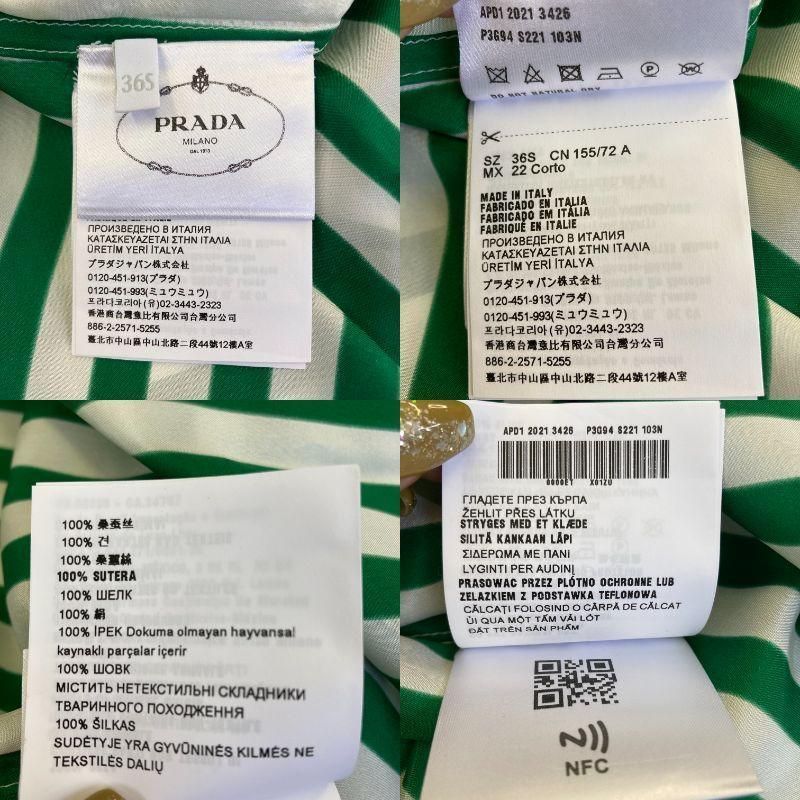 36S
PRADA
MILANO
DAL 1913
ПРОИЗВЕДЕНО В ИТАЛИЯ
ΚΑΤΑΣΚΕΥΑΖΕΤΑΙ ΣΤΗΝ ΙΤΑΛΙΑ
ÜRETİM YERİ İTALYA
プラダジャパン株式会社
0120-451-913(プラダ)
0120-451-993(ミュウミュウ)
프라다코리아(유)02-3443-2323
香港商台灣意比有限公司台灣分公司
886-2-2571-5255
臺北市中山區中山北路二段44號12樓A室
APD1 2021 3426
P3G94 S221 103N
DO NOT NATURAL DRY
SZ 36S CN 155/72 A
MX 22 Corto
MADE IN ITALY
FABRICADO EN ITALIA
FABRICADO EM ITÁLIA
FABRIQUÉ EN ITALIE
ПРОИЗВЕДЕНО В ИТАЛИЯ
ΚΑΤΑΣΚΕΥΑΖΕΤΑΙ ΣΤΗΝ ΙΤΑΛΙΑ
ÜRETİM YERİ İTALYA
プラダジャパン株式会社
0120-451-913(プラダ)
0120-451-993(ミュウミュウ)
프라다코리아(유)02-3443-2323
香港商台灣意比有限公司台灣分公司
886-2-2571-5255
臺北市中山區中山北路二段44號12樓A室
100% 桑蚕丝
100% 견
100% 桑蠶絲
100% SUTERA
100% ШЕЛК
100% 絹
100% İPEK Dokuma olmayan hayvansal
kaynaklı parçalar içerir
100% ШОВК
МІСТИТЬ НЕТЕКСТИЛЬНІ СКЛАДНИКИ
ТВАРИННОГО ПОХОДЖЕННЯ
100% ŠILKAS
SUDĖTYJE YRA GYVŪNINĖS KILMĖS NE
TEKSTILĖS DALIŲ
APD1 2021 3426 P3G94 S221 103N
0000ET X01ZU
ГЛАДЕТЕ ПРЕЗ КЪРПА
ŽEHLIT PŘES LÁTKU
STRYGES MED ET KLÆDE
SILITÄ KANKAAN LÄPI
ΣΙΔΕΡΩΜΑ ΜΕ ΠΑΝΙ
LYGINTI PER AUDINĮ
PRASOWAC PRZEZ PLÓTNO OCHRONNE LUB
ZELAZKIEM Z PODSTAWKA TEFLONOWA
CĂLCAȚI FOLOSIND O CÂRPĂ DE CĂLCAT
ỦI QUA MỘT TẤM VẢI LÓT
ĐẶT TRÊN SẢN PHẨM
NFC